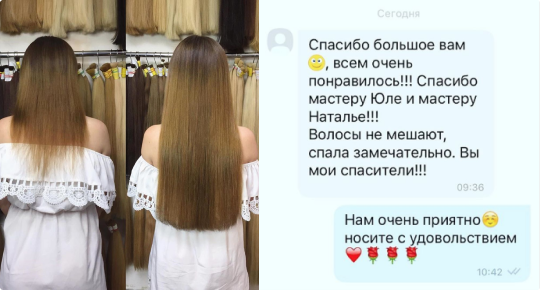 Сегодня
Спасибо большое вам
🙂, всем очень
понравилось!!! Спасибо
мастеру Юле и мастеру
Наталье!!!
Волосы не мешают,
спала замечательно. Вы
мои спасители!!!
09:36
Нам очень приятно☺️
носите с удовольствием
❤️🌹🌹🌹
10:42